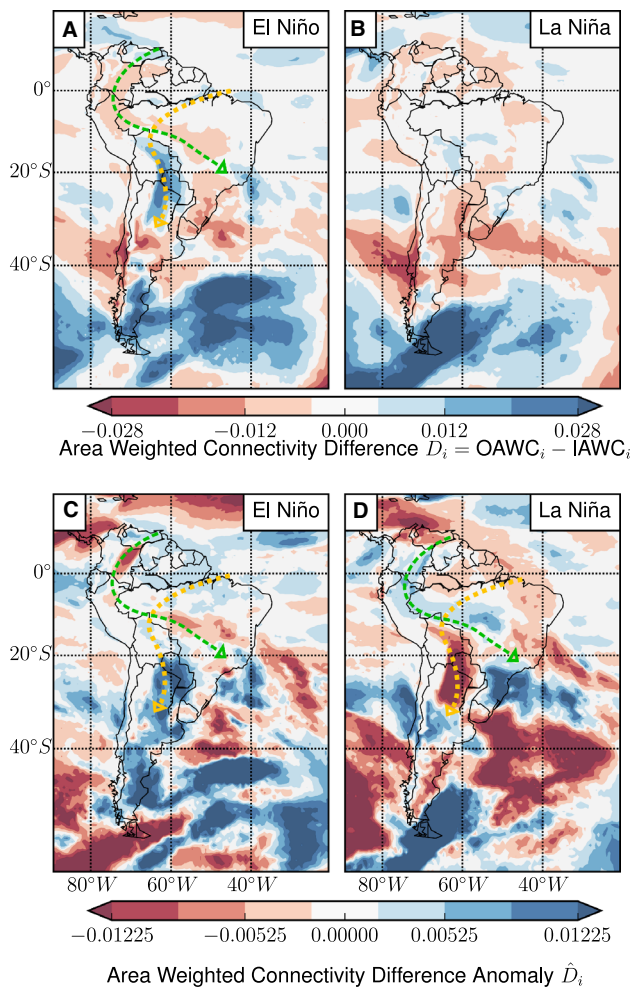 A El Niño B La Niña
0°
20°S
40°S
−0.028 −0.012 0.000 0.012 0.028
Area Weighted Connectivity Difference D_i = OAWC_i − IAWC_i
C El Niño D La Niña
0°
20°S
40°S
80°W 60°W 40°W 80°W 60°W 40°W
−0.01225 −0.00525 0.00000 0.00525 0.01225
Area Weighted Connectivity Difference Anomaly D̂_i